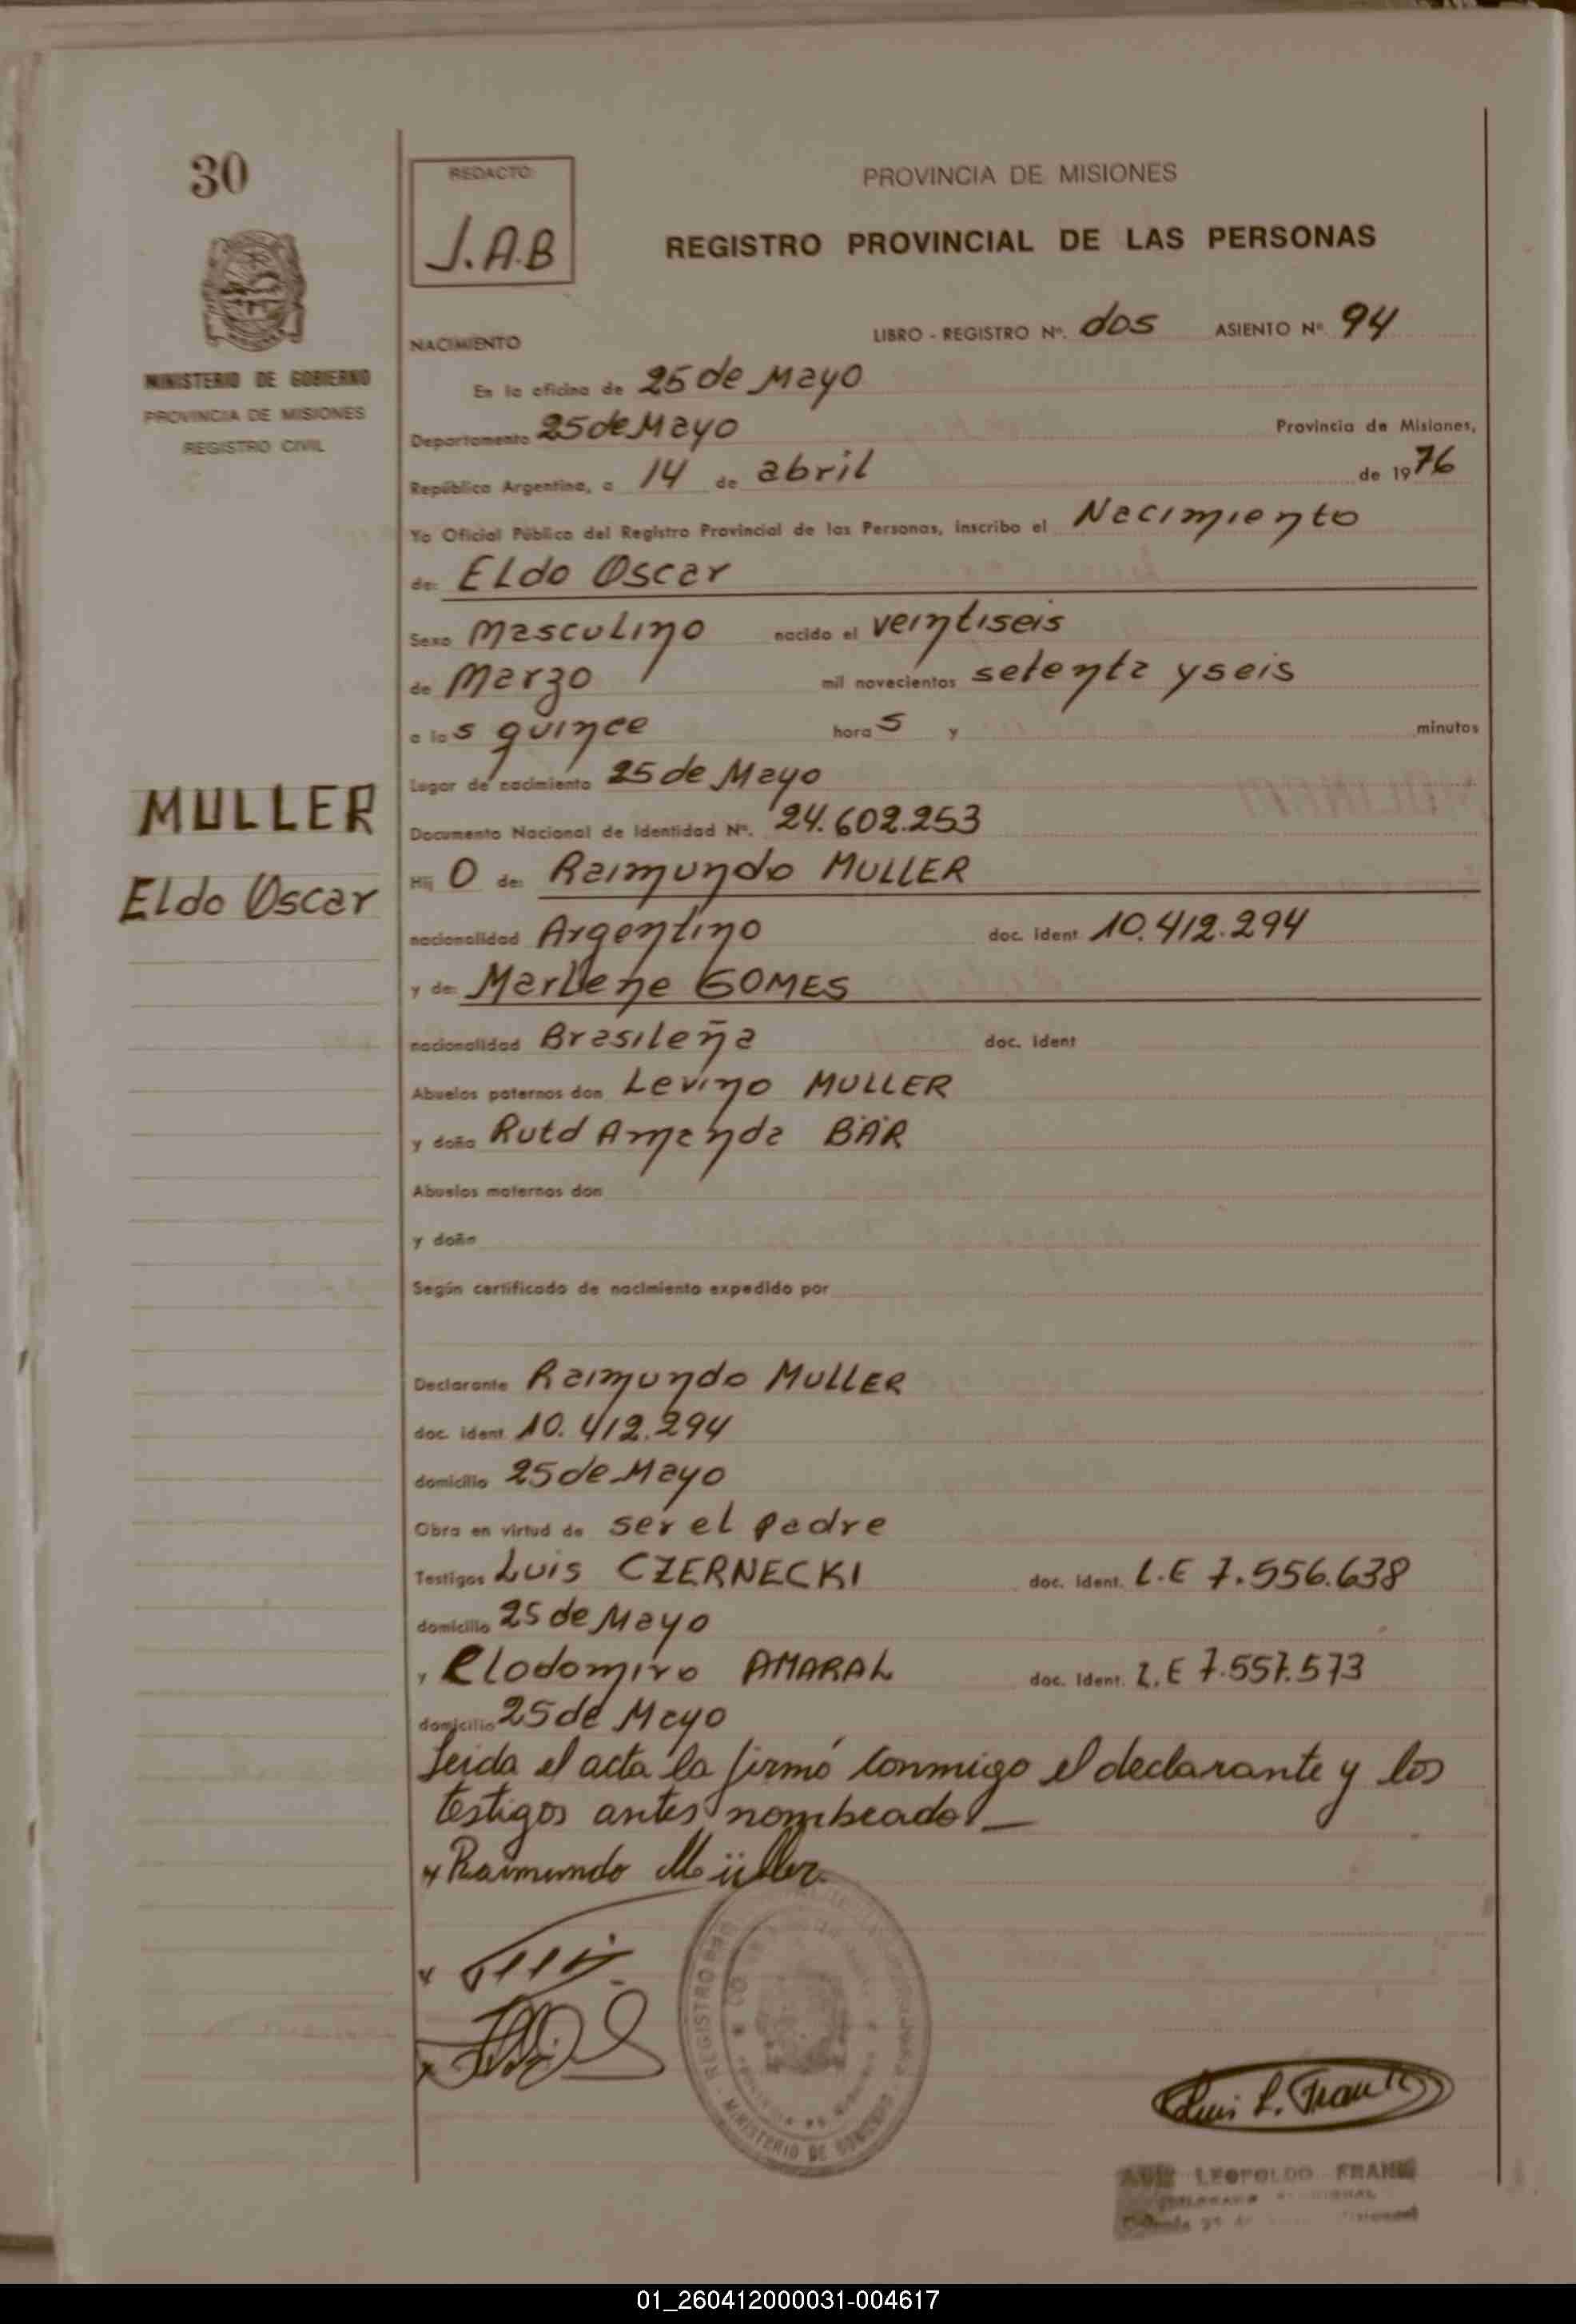 30
REDACTO
J.A.B
PROVINCIA DE MISIONES
REGISTRO PROVINCIAL DE LAS PERSONAS
MINISTERIO DE GOBIERNO
PROVINCIA DE MISIONES
REGISTRO CIVIL
NACIMIENTO
LIBRO - REGISTRO Nº. dos ASIENTO Nº 94
En la oficina de 25 de Mayo
Departamento 25 de Mayo Provincia de Misiones,
República Argentina, a 14 de abril de 1976
Yo Oficial Público del Registro Provincial de las Personas, inscribo el Nacimiento
de: Eldo Oscar
Sexo Masculino nacido el veintiseis
de Marzo mil novecientos setenta y seis
a las quince horas y minutos
Lugar de nacimiento 25 de Mayo
MULLER
Eldo Oscar
Documento Nacional de Identidad Nº. 24.602.253
Hij O de: Raimundo MULLER
nacionalidad Argentino doc. ident 10.412.294
y de: Marlene GOMES
nacionalidad Brasileña doc. ident
Abuelos paternos don Levino MULLER
y doña Rutd Amanda BÄR
Abuelos maternos don
y doña
Según certificado de nacimiento expedido por
Declarante Raimundo MULLER
doc. ident 10.412.294
domicilio 25 de Mayo
Obra en virtud de ser el padre
Testigos Luis CZERNECKI doc. ident. L.E 7.556.638
domicilio 25 de Mayo
y Clodomiro AMARAL doc. ident. L.E 7.557.573
domicilio 25 de Mayo
Leida el acta la firmó conmigo el declarante y los
testigos antes nombrados
x Raimundo Müller
REGISTRO
MINISTERIO DE GOBIERNO
Luis L. Frank
LEOPOLDO FRANK
01_260412000031-004617